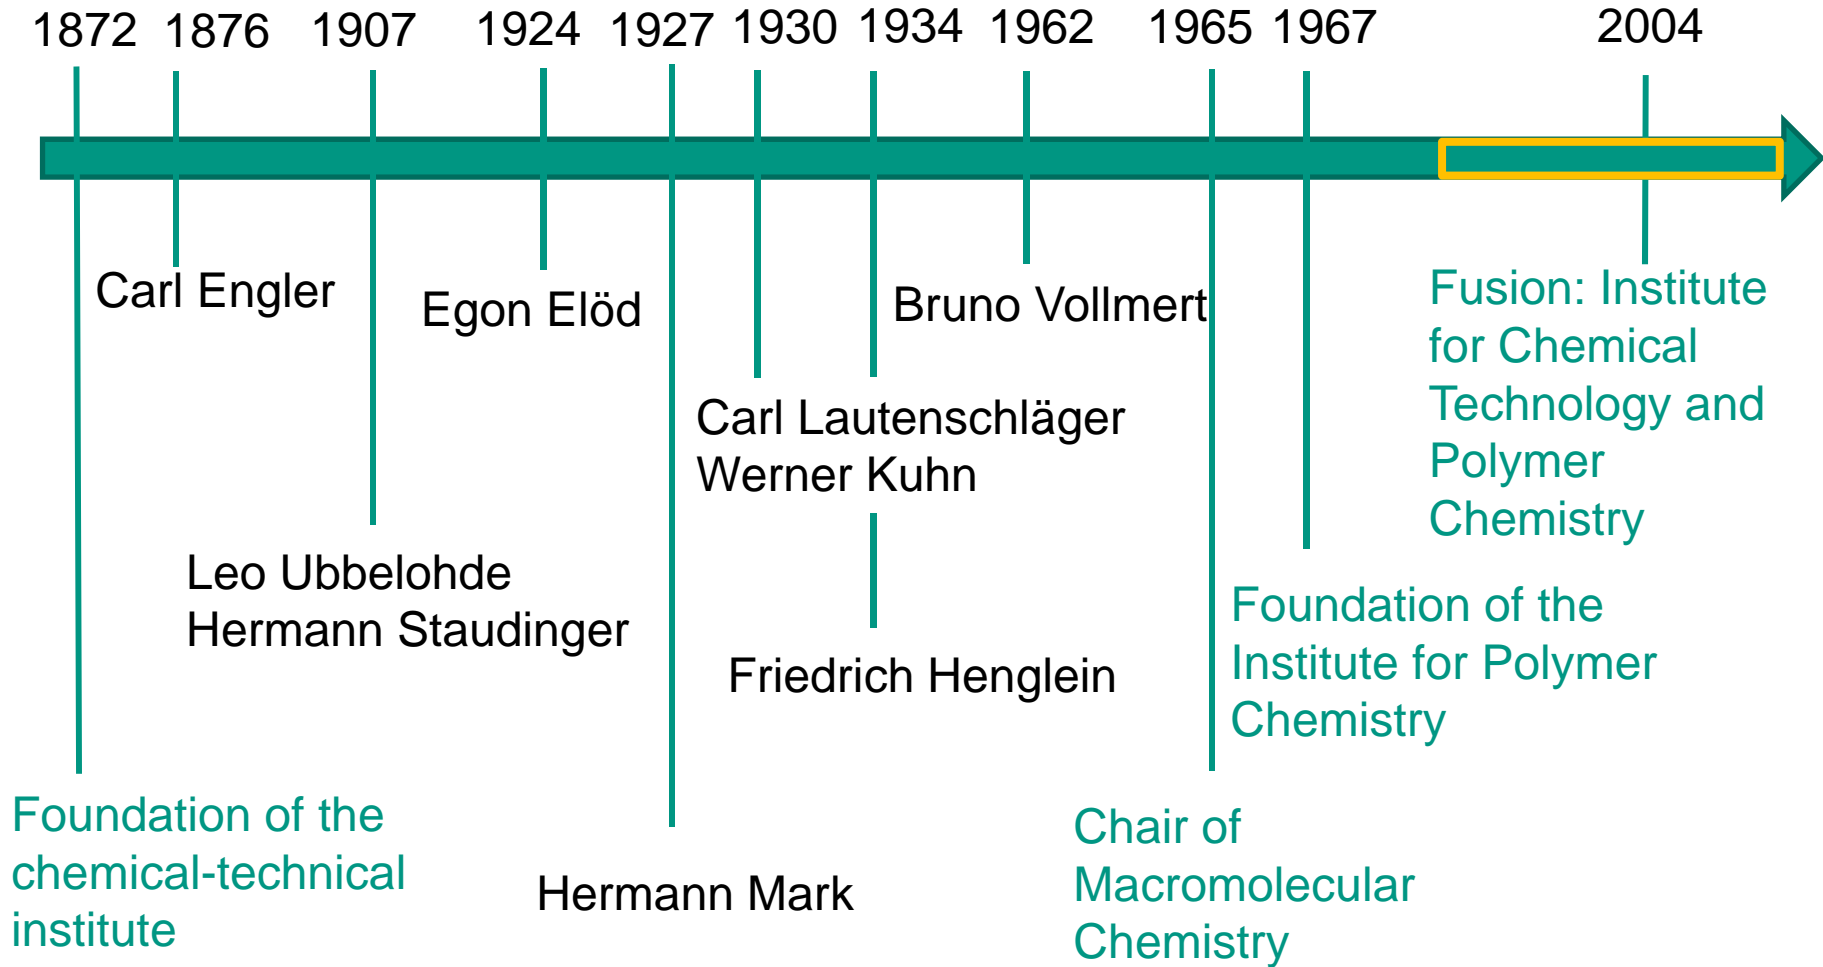 1872 1876 1907 1924 1927 1930 1934 1962 1965 1967 2004
Carl Engler
Egon Elöd
Bruno Vollmert
Fusion: Institute
for Chemical
Technology and
Polymer
Chemistry
Carl Lautenschläger
Werner Kuhn
Leo Ubbelohde
Hermann Staudinger
Friedrich Henglein
Foundation of the
Institute for Polymer
Chemistry
Foundation of the
chemical-technical
institute
Hermann Mark
Chair of
Macromolecular
Chemistry